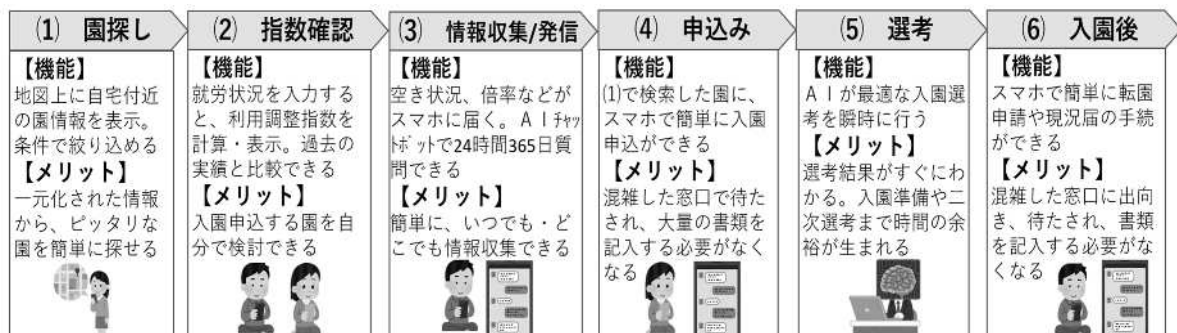 (1) 園探し
【機能】
地図上に自宅付近
の園情報を表示。
条件で絞り込める
【メリット】
一元化された情報
から、ピッタリな
園を簡単に探せる
(2) 指数確認
【機能】
就労状況を入力する
と、利用調整指数を
計算・表示。過去の
実績と比較できる
【メリット】
入園申込する園を自
分で検討できる
(3) 情報収集/発信
【機能】
空き状況、倍率などが
スマホに届く。AIチャッ
トボットで24時間365日質
問できる
【メリット】
簡単に、いつでも・ど
こでも情報収集できる
(4) 申込み
【機能】
(1)で検索した園に、
スマホで簡単に入園
申込ができる
【メリット】
混雑した窓口で待た
され、大量の書類を
記入する必要がなく
なる
(5) 選考
【機能】
AIが最適な入園選
考を瞬時に行う
【メリット】
選考結果がすぐにわ
かる。入園準備や二
次選考まで時間の余
裕が生まれる
(6) 入園後
【機能】
スマホで簡単に転園
申請や現況届の手続
ができる
【メリット】
混雑した窓口に出向
き、待たされ、書類
を記入する必要がな
くなる